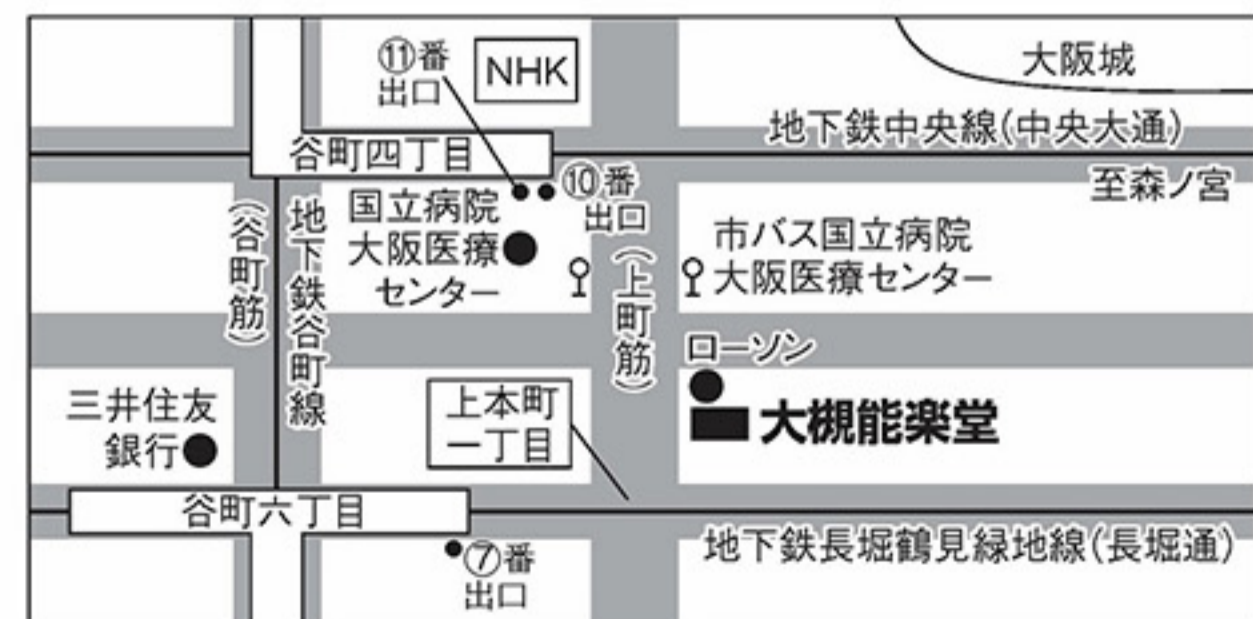 ⑪番
出口
NHK
大阪城
地下鉄中央線(中央大通)
谷町四丁目
至森ノ宮
⑩番
出口
国立病院
大阪医療
センター
(谷町筋)
地下鉄谷町線
(上町筋)
市バス国立病院
大阪医療センター
ローソン
大槻能楽堂
三井住友
銀行
上本町
一丁目
谷町六丁目
地下鉄長堀鶴見緑地線(長堀通)
⑦番
出口